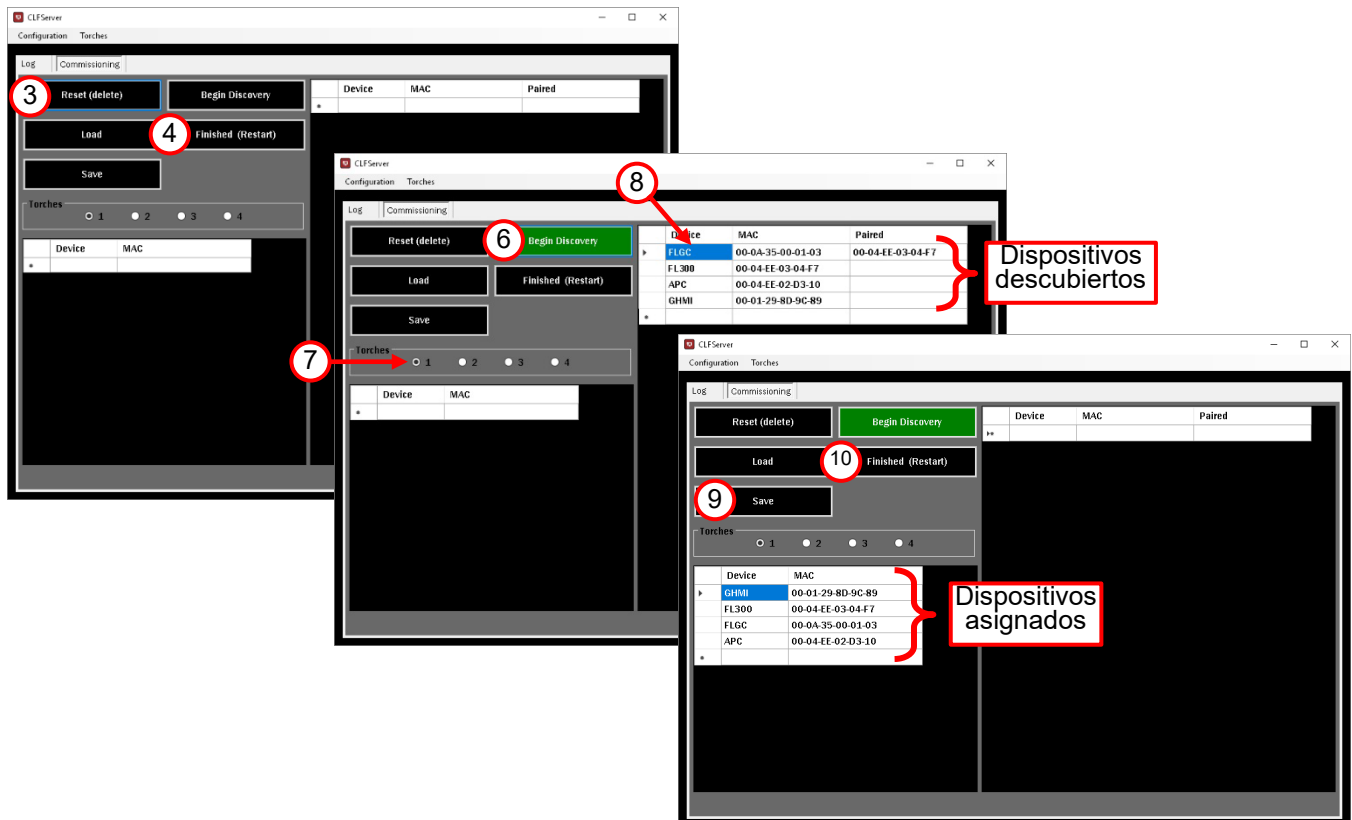 CLFServer
Configuration Torches
Log Commissioning
3 Reset (delete) Begin Discovery
Load 4 Finished (Restart)
Save
Torches
1 2 3 4
Device MAC
Device MAC Paired
CLFServer
Configuration Torches
Log Commissioning
8
Reset (delete) 6 Begin Discovery
Load Finished (Restart)
Save
7 Torches
1 2 3 4
Device MAC
Device MAC Paired
FLGC 00-0A-35-00-01-03 00-04-EE-03-04-F7
FL300 00-04-EE-03-04-F7
APC 00-04-EE-02-D3-10
GHMI 00-01-29-8D-9C-89
Dispositivos
descubiertos
CLFServer
Configuration Torches
Log Commissioning
Reset (delete) Begin Discovery
Load 10 Finished (Restart)
9 Save
Torches
1 2 3 4
Device MAC Paired
Device MAC
GHMI 00-01-29-8D-9C-89
FL300 00-04-EE-03-04-F7
FLGC 00-0A-35-00-01-03
APC 00-04-EE-02-D3-10
Dispositivos
asignados